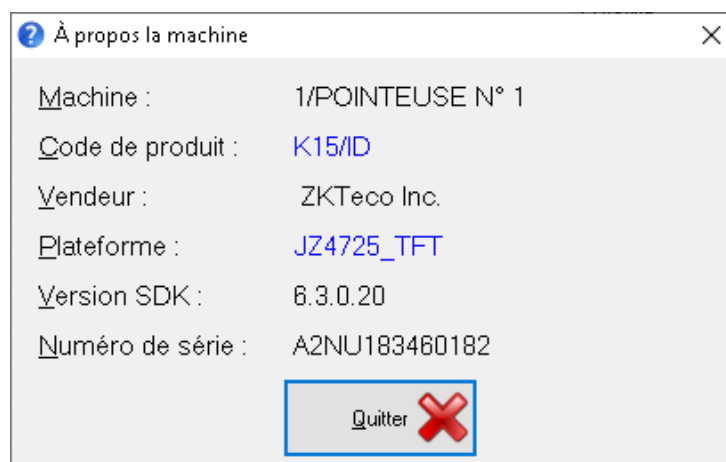 À propos la machine
Machine : 1/POINTEUSE N° 1
Code de produit : K15/ID
Vendeur : ZKTeco Inc.
Plateforme : JZ4725_TFT
Version SDK : 6.3.0.20
Numéro de série : A2NU183460182
Quitter